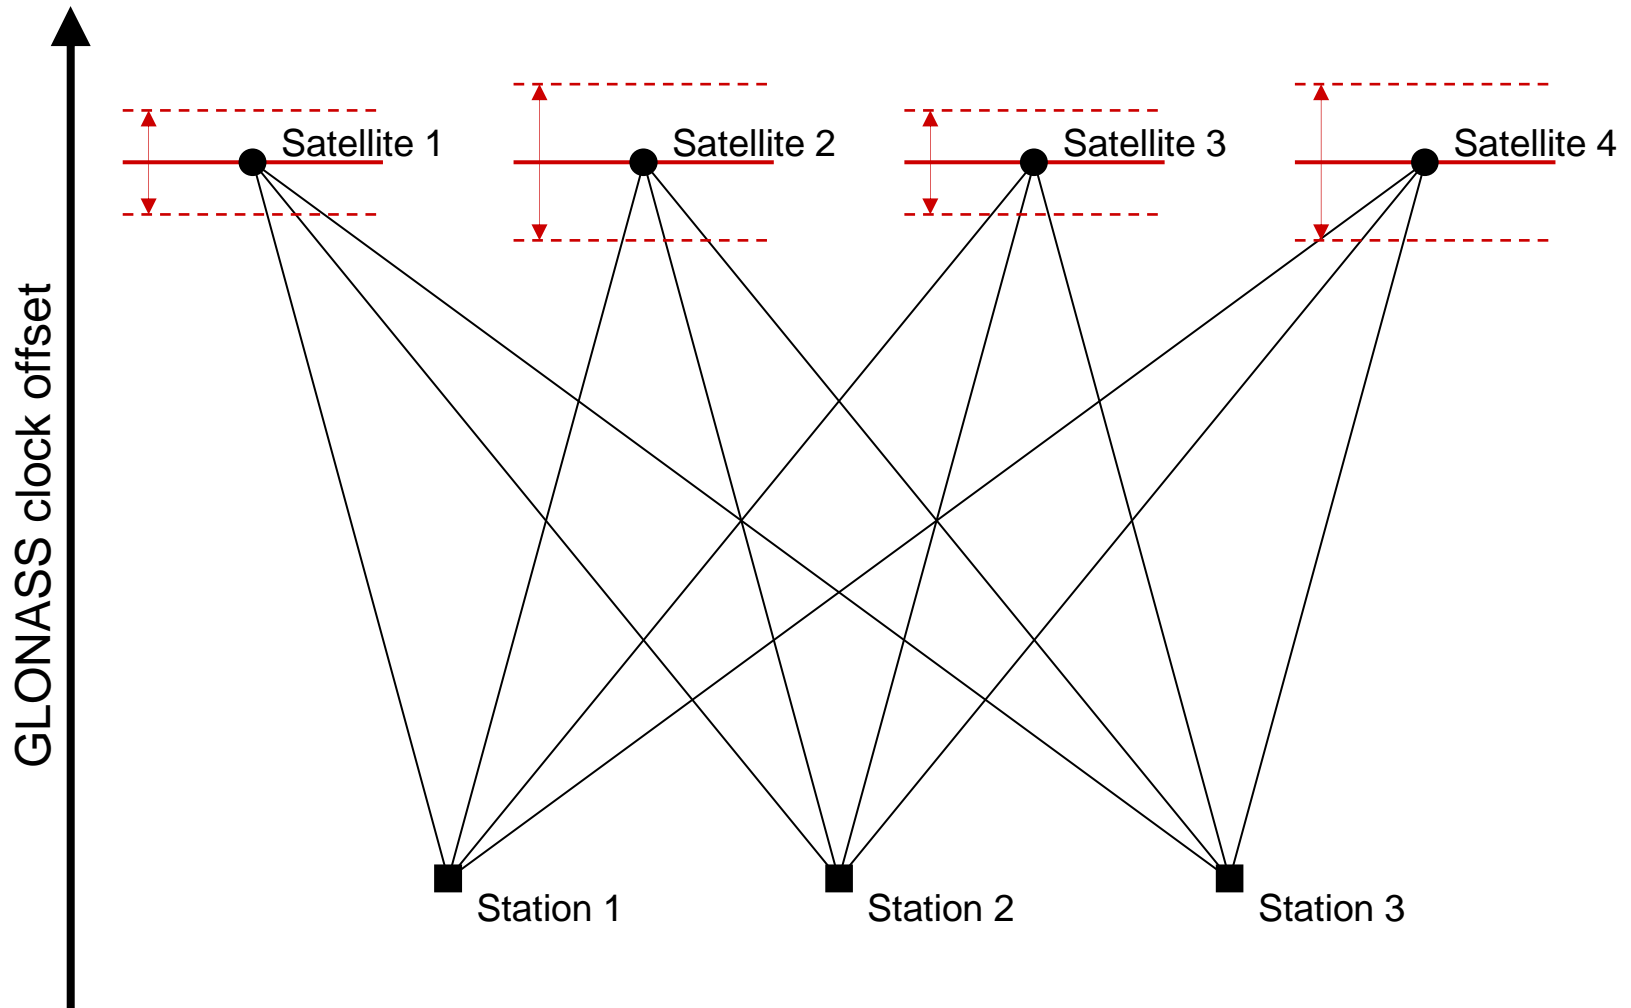 GLONASS clock offset
Satellite 1
Satellite 2
Satellite 3
Satellite 4
Station 1
Station 2
Station 3